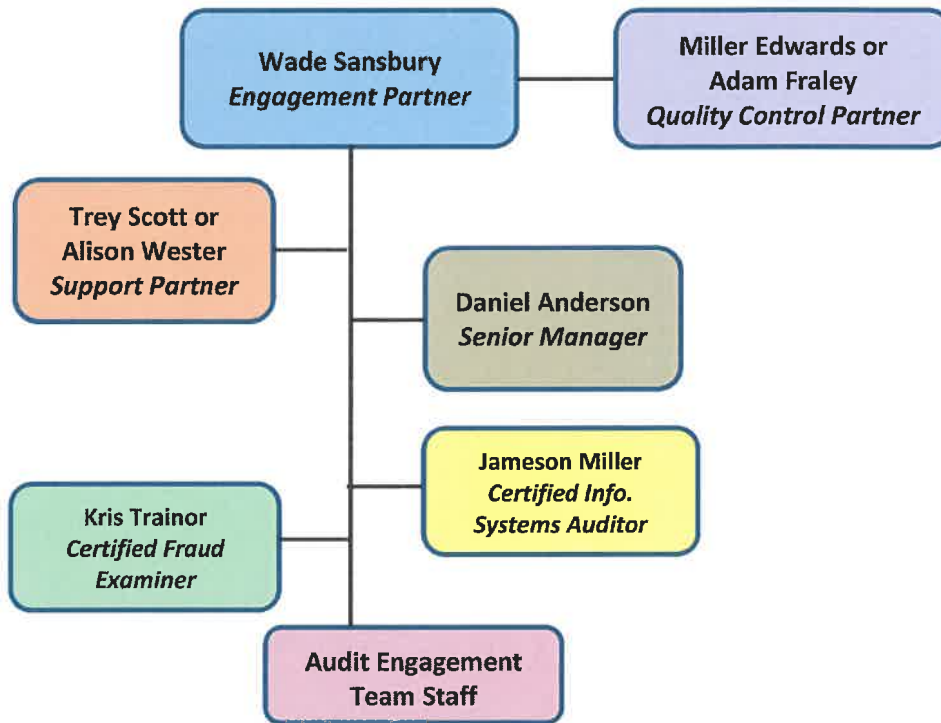 Wade Sansbury
Engagement Partner
Miller Edwards or
Adam Fraley
Quality Control Partner
Trey Scott or
Alison Wester
Support Partner
Daniel Anderson
Senior Manager
Jameson Miller
Certified Info.
Systems Auditor
Kris Trainor
Certified Fraud
Examiner
Audit Engagement
Team Staff